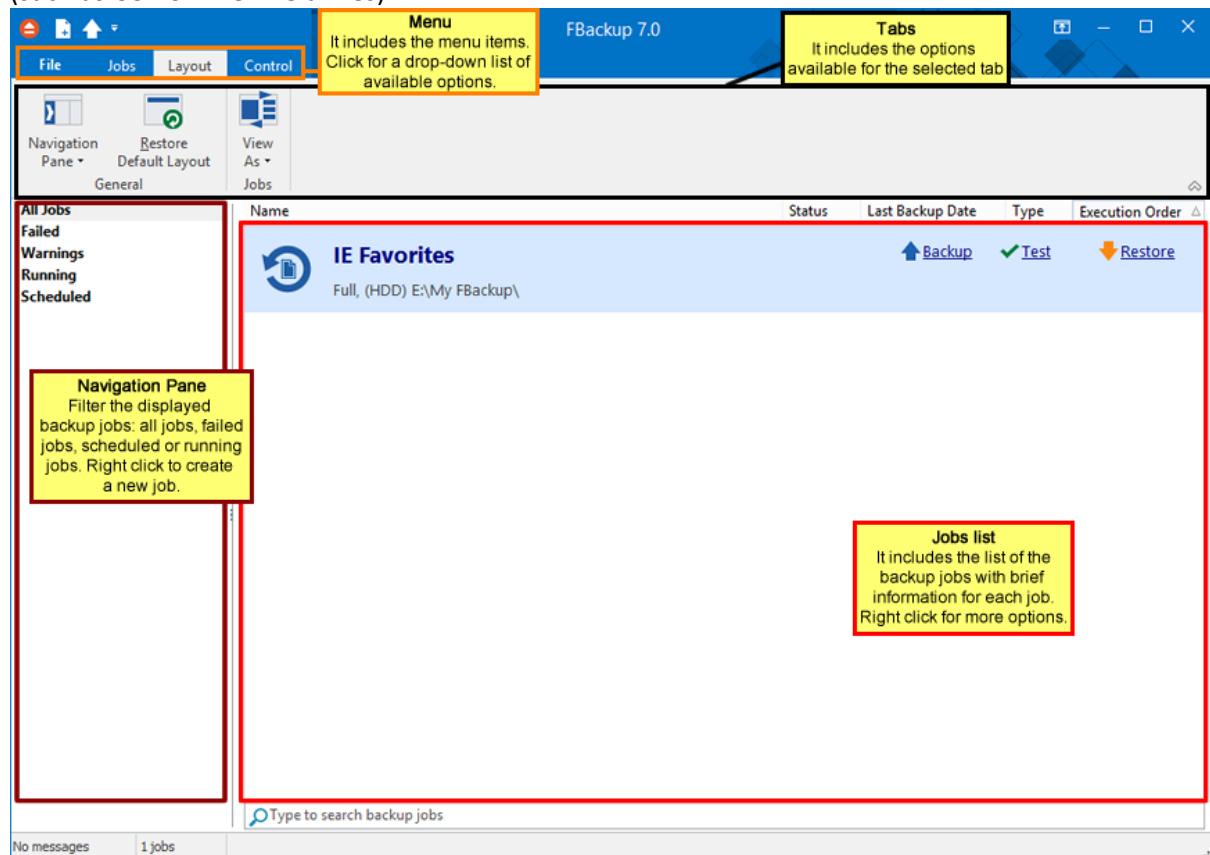 FBackup 7.0
File Jobs Layout Control
Menu
It includes the menu items.
Click for a drop-down list of
available options.
Tabs
It includes the options
available for the selected tab
Navigation
Pane
Restore
Default Layout
General
View
As
Jobs
All Jobs
Failed
Warnings
Running
Scheduled
Name Status Last Backup Date Type Execution Order
IE Favorites
Full, (HDD) E:\My FBackup\
Backup Test Restore
Navigation Pane
Filter the displayed
backup jobs: all jobs, failed
jobs, scheduled or running
jobs. Right click to create
a new job.
Jobs list
It includes the list of the
backup jobs with brief
information for each job.
Right click for more options.
Type to search backup jobs
No messages 1 jobs